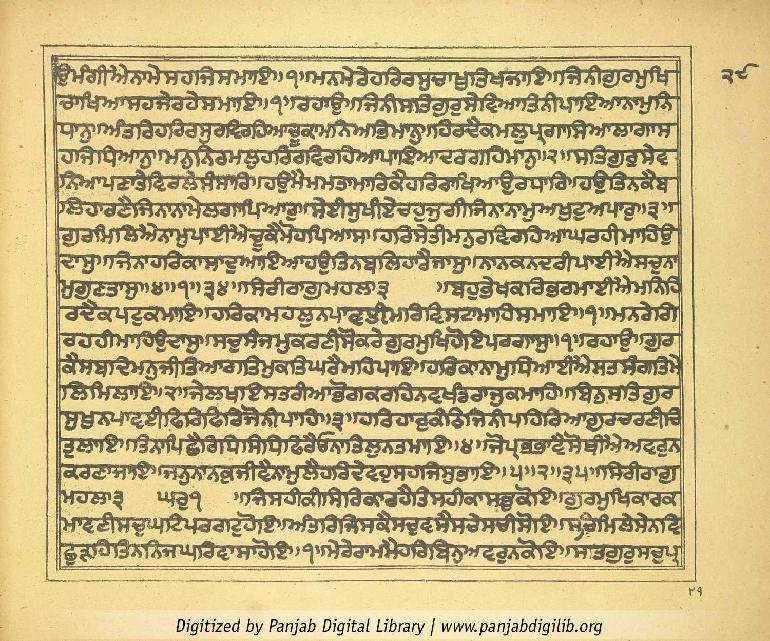 ੨੯
ਉਮੰਗੀਐਨਾਮੇਸਹਜਿਸਮਾਇ॥੧॥ਮਨਮੇਰੇਹਰਿਰਸੁਚਾਖੁਤਿਖਜਾਇ॥ਜਿਨੀਗੁਰਮੁਖਿ
ਚਾਖਿਆਸਹਜੇਰਹੇਸਮਾਇ॥੧॥ਰਹਾਉ॥ਜਿਨੀਸਤਿਗੁਰੁਸੇਵਿਆਤਿਨੀਪਾਇਆਨਾਮੁਨਿ
ਧਾਨੁ॥ਅੰਤਰਿਹਰਿਰਸੁਰਵਿਰਹਿਆਚੂਕਾਮਨਿਅਭਿਮਾਨੁ॥ਹਿਰਦੈਕਮਲੁਪ੍ਰਗਾਸਿਆਲਾਗਾਸ
ਹਜਿਧਿਆਨੁ॥ਮਨੁਨਿਰਮਲੁਹਰਿਰਵਿਰਹਿਆਪਾਇਆਦਰਗਹਿਮਾਨੁ॥੨॥ਸਤਿਗੁਰੁਸੇਵ
ਨਿਆਪਣਾਤੇਵਿਰਲੇਸੰਸਾਰਿ॥ਹਉਮੈਮਮਤਾਮਾਰਿਕੈਹਰਿਰਾਖਿਆਉਰਧਾਰਿ॥ਹਉਤਿਨਕੈਬ
ਲਿਹਾਰਣੈਜਿਨਾਨਾਮੇਲਗਾਪਿਆਰੁ॥ਸੇਈਸੁਖੀਏਚਹੁਜੁਗੀਜਿਨਾਨਾਮੁਅਖੁਟੁਅਪਾਰੁ॥੩॥
ਗੁਰਮਿਲਿਐਨਾਮੁਪਾਈਐਚੂਕੈਮੋਹਪਿਆਸ॥ਹਰਿਸੇਤੀਮਨੁਰਵਿਰਹਿਆਘਰਹੀਮਾਹਿਉ
ਦਾਸੁ॥ਜਿਨਾਹਰਿਕਾਸਾਦੁਆਇਆਹਉਤਿਨਬਲਿਹਾਰੈਜਾਸੁ॥ਨਾਨਕਨਦਰੀਪਾਈਐਸਚੁਨਾ
ਮੁਗੁਣਤਾਸੁ॥੪॥੧॥੩੪॥ਸਿਰੀਰਾਗੁਮਹਲਾ੩ ॥ਬਹੁਭੇਖਕਰਿਭਰਮਾਈਐਮਨਿਹਿ
ਰਦੈਕਪਟੁਕਮਾਇ॥ਹਰਿਕਾਮਹਲੁਨਪਾਵਈਮਰਿਵਿਸਟਾਮਾਹਿਸਮਾਇ॥੧॥ਮਨਰੇਗ੍ਰਿ
ਹਹੀਮਾਹਿਉਦਾਸੁ॥ਸਚੁਸੰਜਮੁਕਰਣੀਸੋਕਰੇਗੁਰਮੁਖਿਹੋਇਪਰਗਾਸੁ॥੧॥ਰਹਾਉ॥ਗੁਰ
ਕੈਸਬਦਿਮਨੁਜੀਤਿਆਗਤਿਮੁਕਤਿਘਰੈਮਹਿਪਾਇ॥ਹਰਿਕਾਨਾਮੁਧਿਆਈਐਸਤਸੰਗਤਿਮੇ
ਲਿਮਿਲਾਇ॥੨॥ਜੇਲਖਇਸਤਰੀਆਭੋਗਕਰਹਿਨਵਖੰਡਰਾਜੁਕਮਾਹਿ॥ਬਿਨੁਸਤਿਗੁਰ
ਸੁਖੁਨਪਾਵਈਫਿਰਿਫਿਰਿਜੋਨੀਪਾਹਿ॥੩॥ਹਰਿਹਾਰੁਕੰਠਿਜਿਨੀਪਹਿਰਿਆਗੁਰਚਰਣੀਚਿ
ਤੁਲਾਇ॥ਤਿਨਾਪਿਛੈਰਿਧਿਸਿਧਿਫਿਰੈਓਨਾਤਿਲੁਨਤਮਾਇ॥੪॥ਜੋਪ੍ਰਭਭਾਵੈਸੋਥੀਐਅਵਰੁਨ
ਕਰਣਾਜਾਇ॥ਜਨੁਨਾਨਕੁਜੀਵੈਨਾਮੁਲੈਹਰਿਦੇਵਹੁਸਹਜਿਸੁਭਾਇ॥੫॥੨॥੩੫॥ਸਿਰੀਰਾਗੁ
ਮਹਲਾ੩ ਘਰੁ੧ ॥ਜਿਸਹੀਕੀਸਿਰਕਾਰਹੈਤਿਸਹੀਕਾਸਭੁਕੋਇ॥ਗੁਰਮੁਖਿਕਾਰਕ
ਮਾਵਣੀਸਚੁਘਟਿਪਰਗਟੁਹੋਇ॥ਅੰਤਰਿਜਿਸਕੈਸਚੁਵਸੈਸਚੇਸਚੀਸੋਇ॥ਸਚਿਮਿਲੇਸੇਨਵਿ
ਛੁੜਹਿਤਿਨਨਿਜਘਰਿਵਾਸਾਹੋਇ॥੧॥ਮੇਰੇਰਾਮਮੈਹਰਿਬਿਨੁਅਵਰੁਨਕੋਇ॥ਸਤਗੁਰੁਸਚੁਪ੍ਰ
੨੧
Digitized by Panjab Digital Library | www.panjabdigilib.org